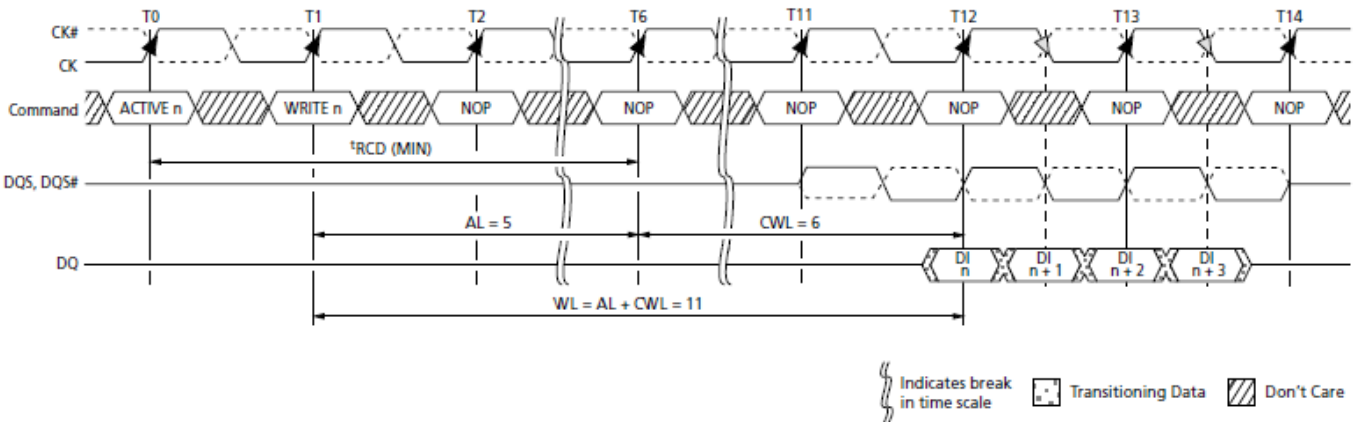 T0 T1 T2 T6 T11 T12 T13 T14
CK#
CK
Command ACTIVE n WRITE n NOP NOP NOP NOP NOP NOP
tRCD (MIN)
DQS, DQS#
AL = 5 CWL = 6
DQ DI n DI n + 1 DI n + 2 DI n + 3
WL = AL + CWL = 11
Indicates break
in time scale
Transitioning Data
Don't Care